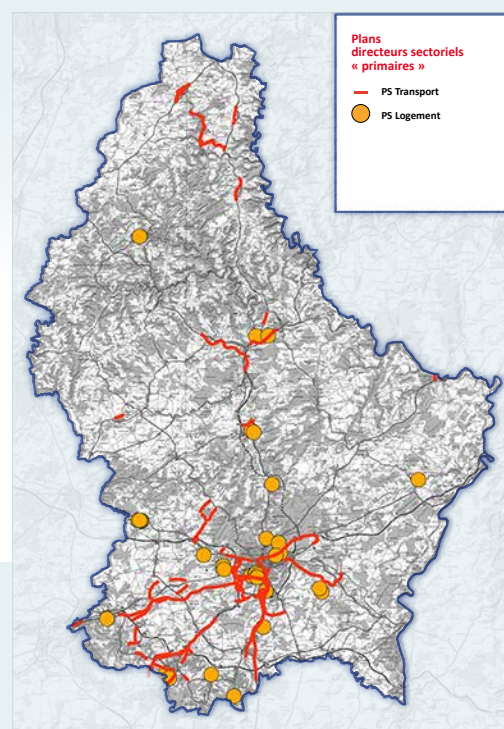 Plans
directeurs sectoriels
« primaires »
PS Transport
PS Logement